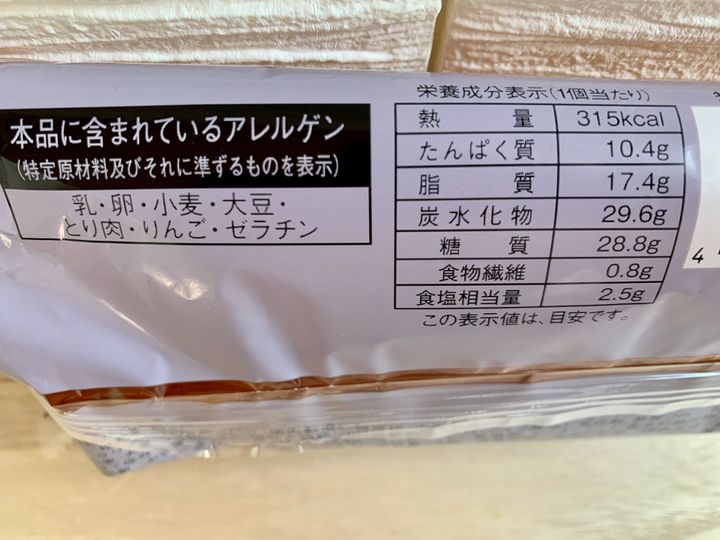 本品に含まれているアレルゲン
(特定原材料及びそれに準ずるものを表示)
乳・卵・小麦・大豆・
とり肉・りんご・ゼラチン
栄養成分表示(1個当たり)
熱量 315kcal
たんぱく質 10.4g
脂質 17.4g
炭水化物 29.6g
糖質 28.8g
食物繊維 0.8g
食塩相当量 2.5g
この表示値は、目安です。
4